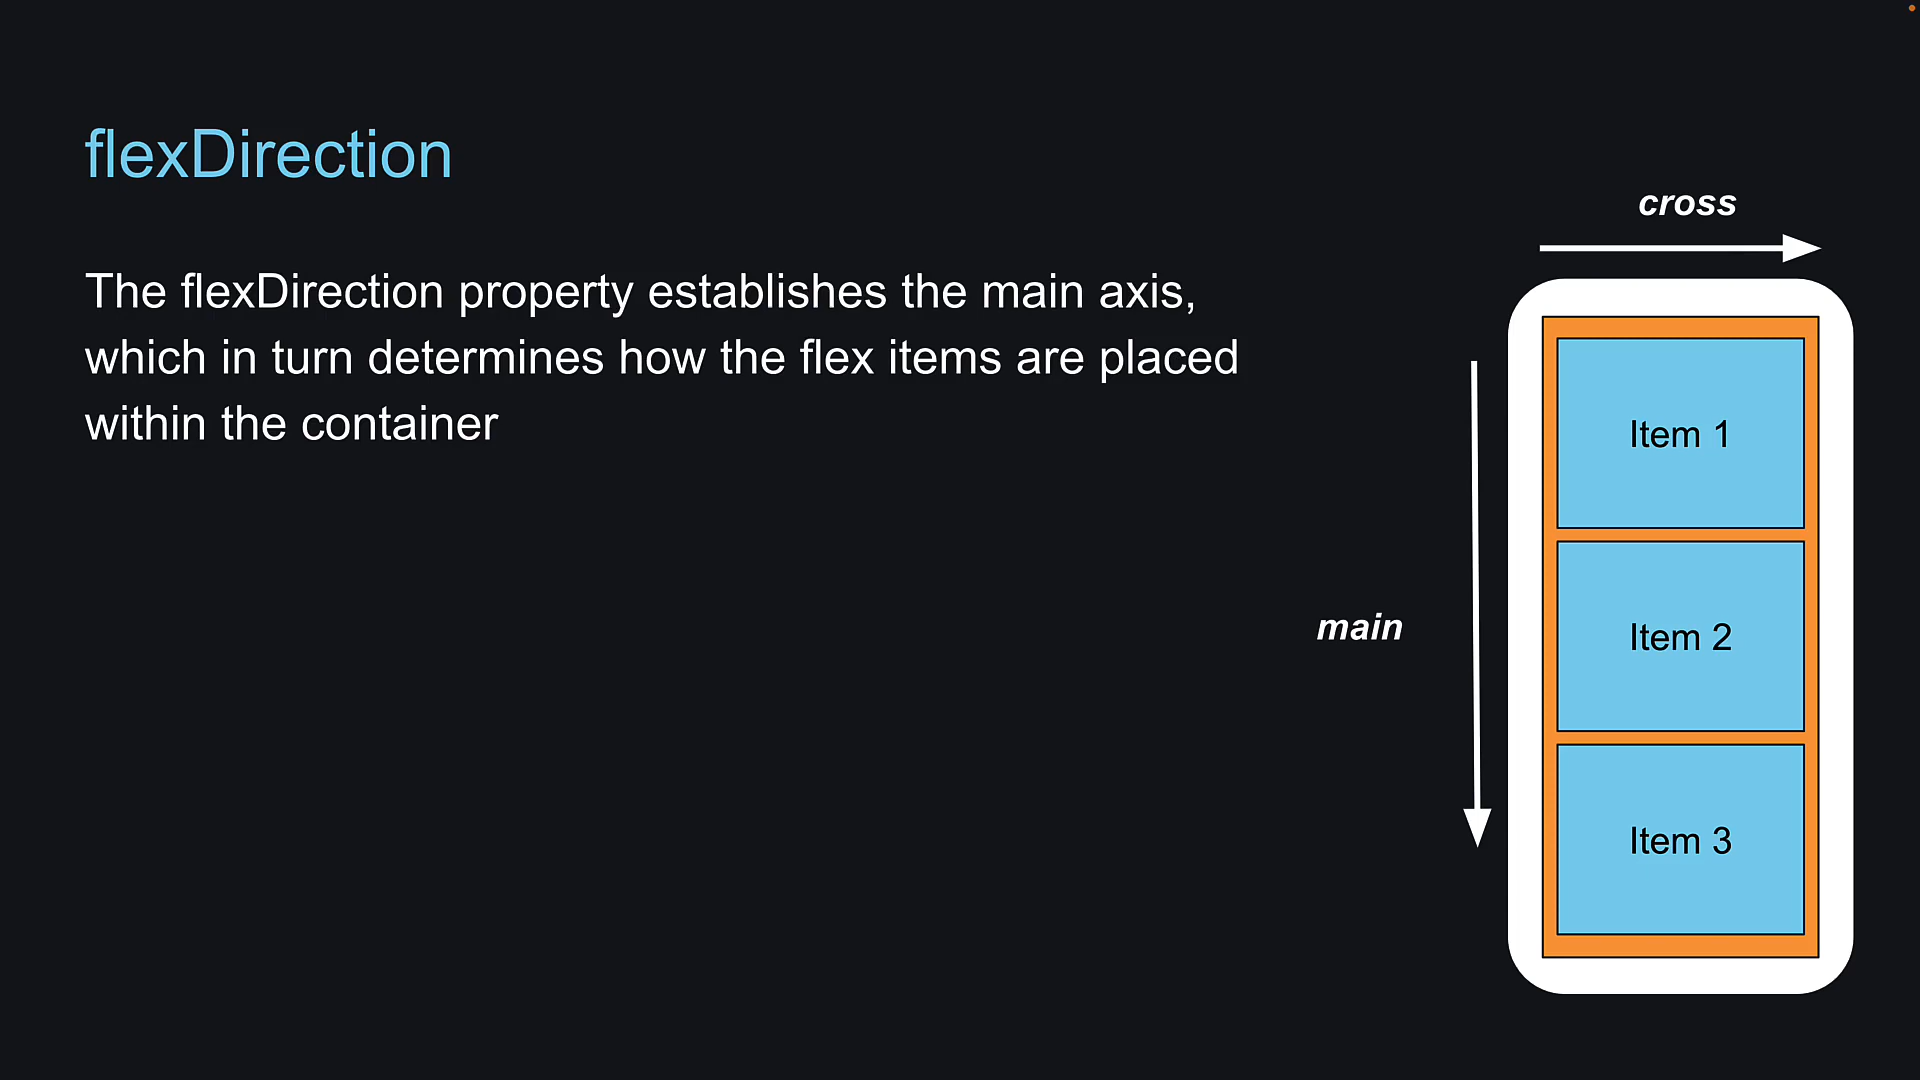 flexDirection
The flexDirection property establishes the main axis,
which in turn determines how the flex items are placed
within the container
cross
main
Item 1
Item 2
Item 3